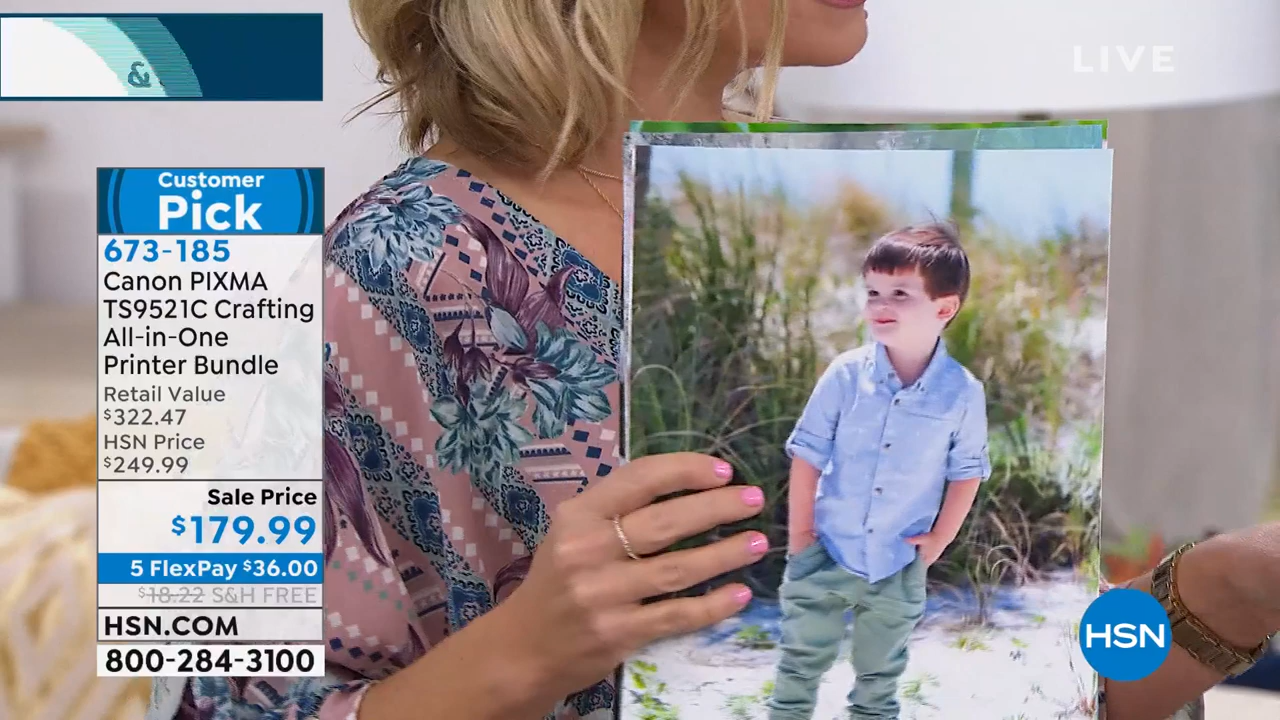 &
LIVE
Customer
Pick
673-185
Canon PIXMA
TS9521C Crafting
All-in-One
Printer Bundle
Retail Value
$322.47
HSN Price
$249.99
Sale Price
$179.99
5 FlexPay $36.00
$18.22 S&H FREE
HSN.COM
800-284-3100
HSN